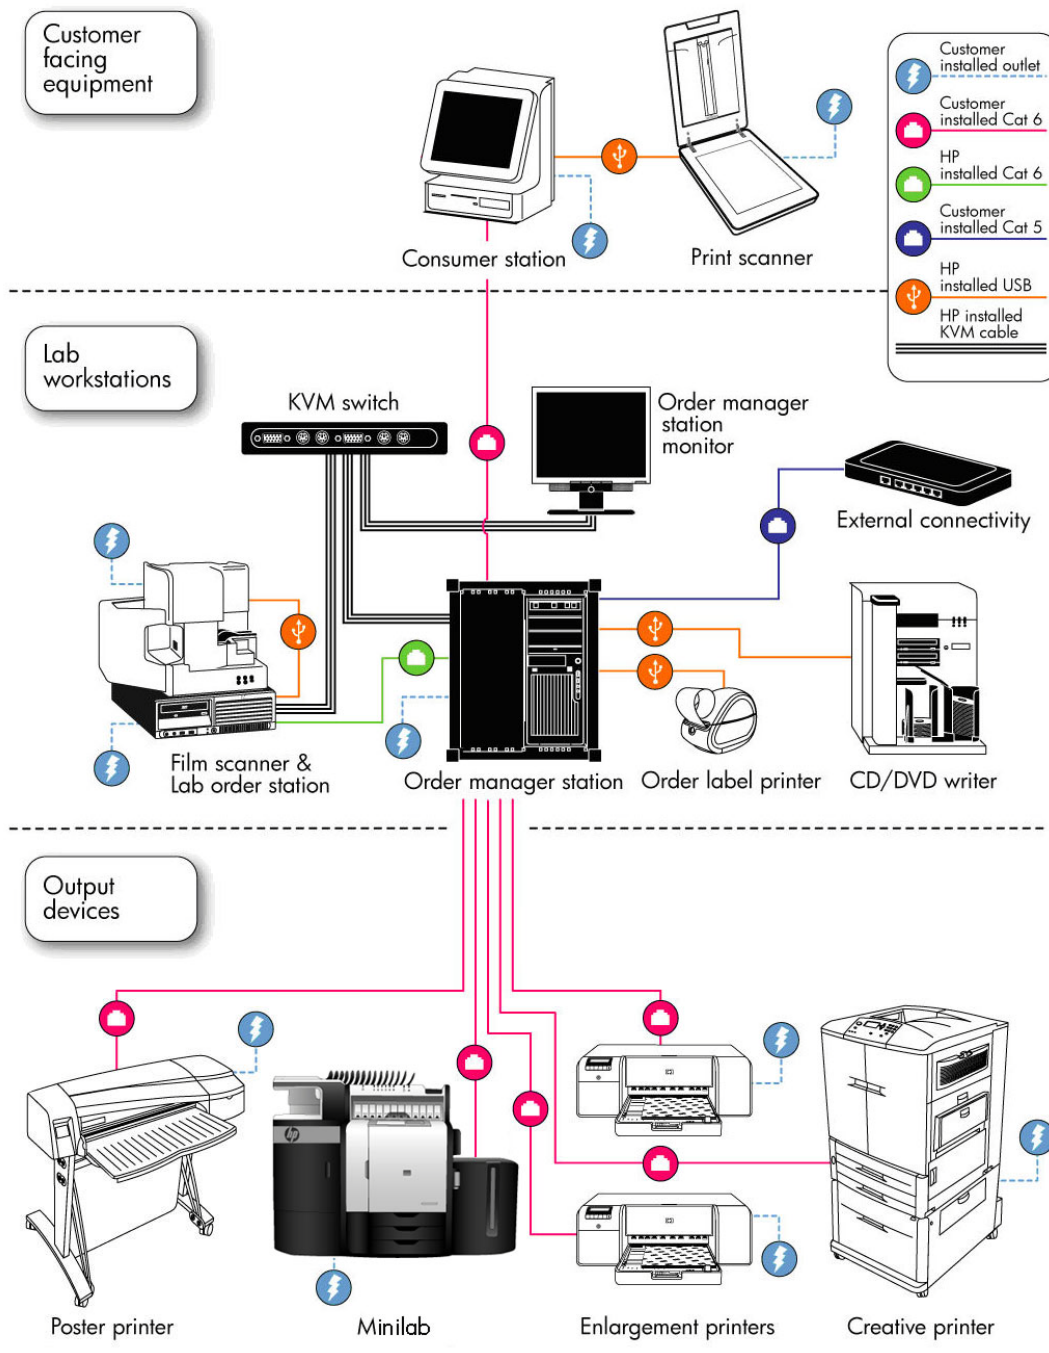 Customer
facing
equipment
Customer
installed outlet
Customer
installed Cat 6
HP
installed Cat 6
Customer
installed Cat 5
HP
installed USB
HP installed
KVM cable
Consumer station
Print scanner
Lab
workstations
KVM switch
Order manager
station
monitor
External connectivity
Film scanner &
Lab order station
Order manager station
Order label printer
CD/DVD writer
Output
devices
hp
Poster printer
Minilab
Enlargement printers
Creative printer